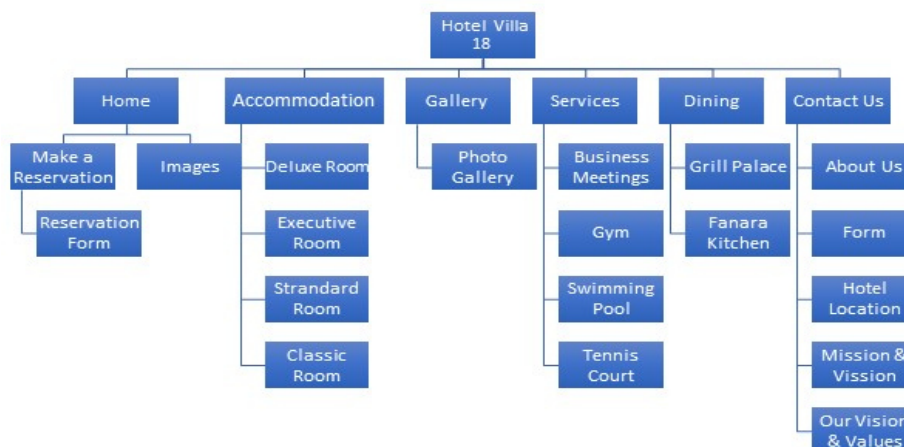 Hotel Villa
18
Home
Accommodation
Gallery
Services
Dining
Contact Us
Make a
Reservation
Images
Deluxe Room
Photo
Gallery
Business
Meetings
Grill Palace
About Us
Reservation
Form
Executive
Room
Gym
Fanara
Kitchen
Form
Strandard
Room
Swimming
Pool
Hotel
Location
Classic
Room
Tennis
Court
Mission &
Vission
Our Vision
& Values